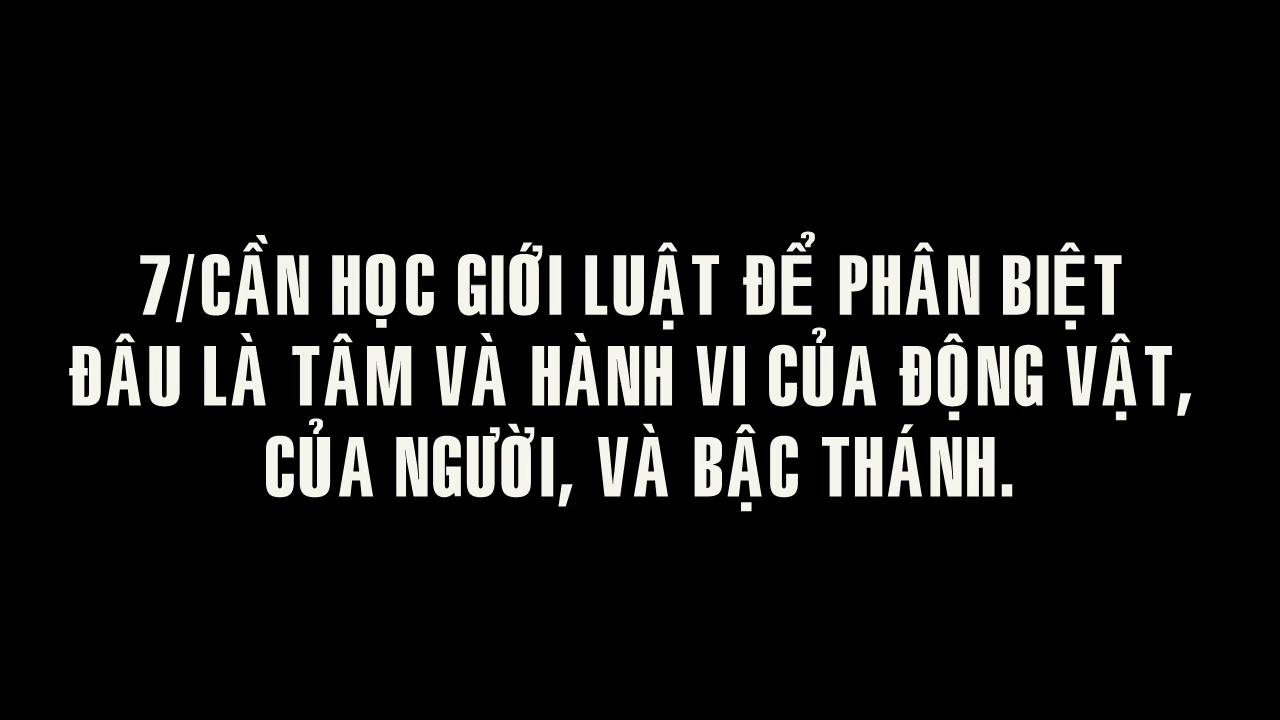 7/CẦN HỌC GIỚI LUẬT ĐỂ PHÂN BIỆT
ĐÂU LÀ TÂM VÀ HÀNH VI CỦA ĐỘNG VẬT,
CỦA NGƯỜI, VÀ BẬC THÁNH.